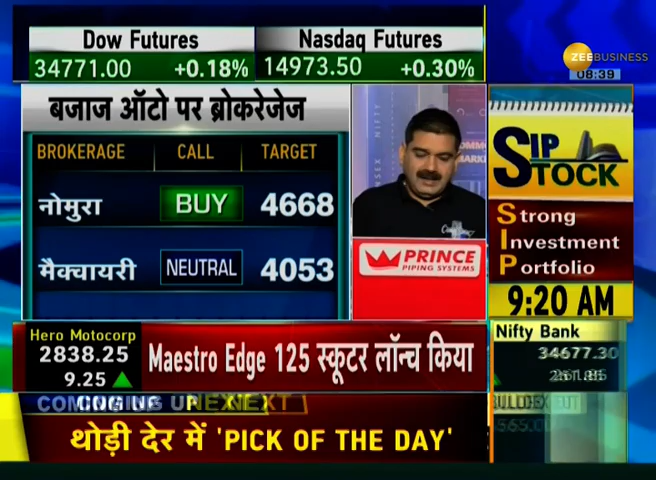 Dow Futures
34771.00 +0.18%
Nasdaq Futures
14973.50 +0.30%
ZEE BUSINESS
08:39
बजाज ऑटो पर ब्रोकरेजेज
BROKERAGE CALL TARGET
नोमुरा BUY 4668
मैक्वायरी NEUTRAL 4053
PRINCE
PIPING SYSTEMS
SIP
STOCK
Strong
Investment
Portfolio
9:20 AM
Hero Motocorp
2838.25
9.25
Maestro Edge 125 स्कूटर लॉन्च किया
Nifty Bank
34677.30
COMING UP NEXT
थोड़ी देर में 'PICK OF THE DAY'